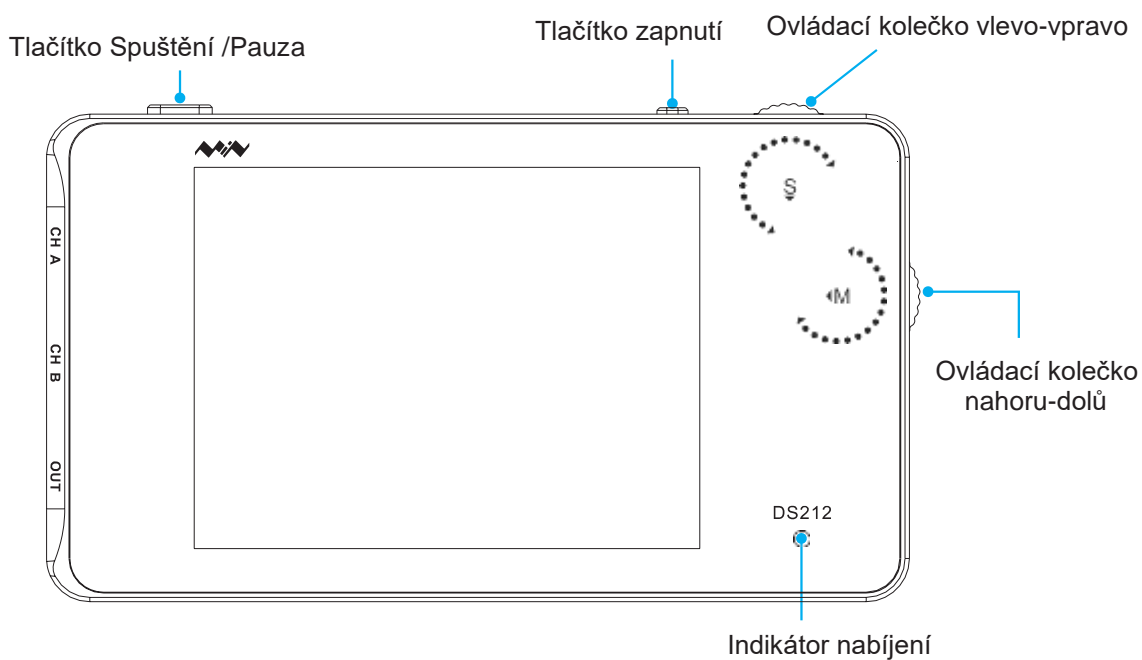 Tlačítko Spuštění /Pauza
Tlačítko zapnutí
Ovládací kolečko vlevo-vpravo
S
M
CH A
CH B
OUT
Ovládací kolečko
nahoru-dolů
DS212
Indikátor nabíjení